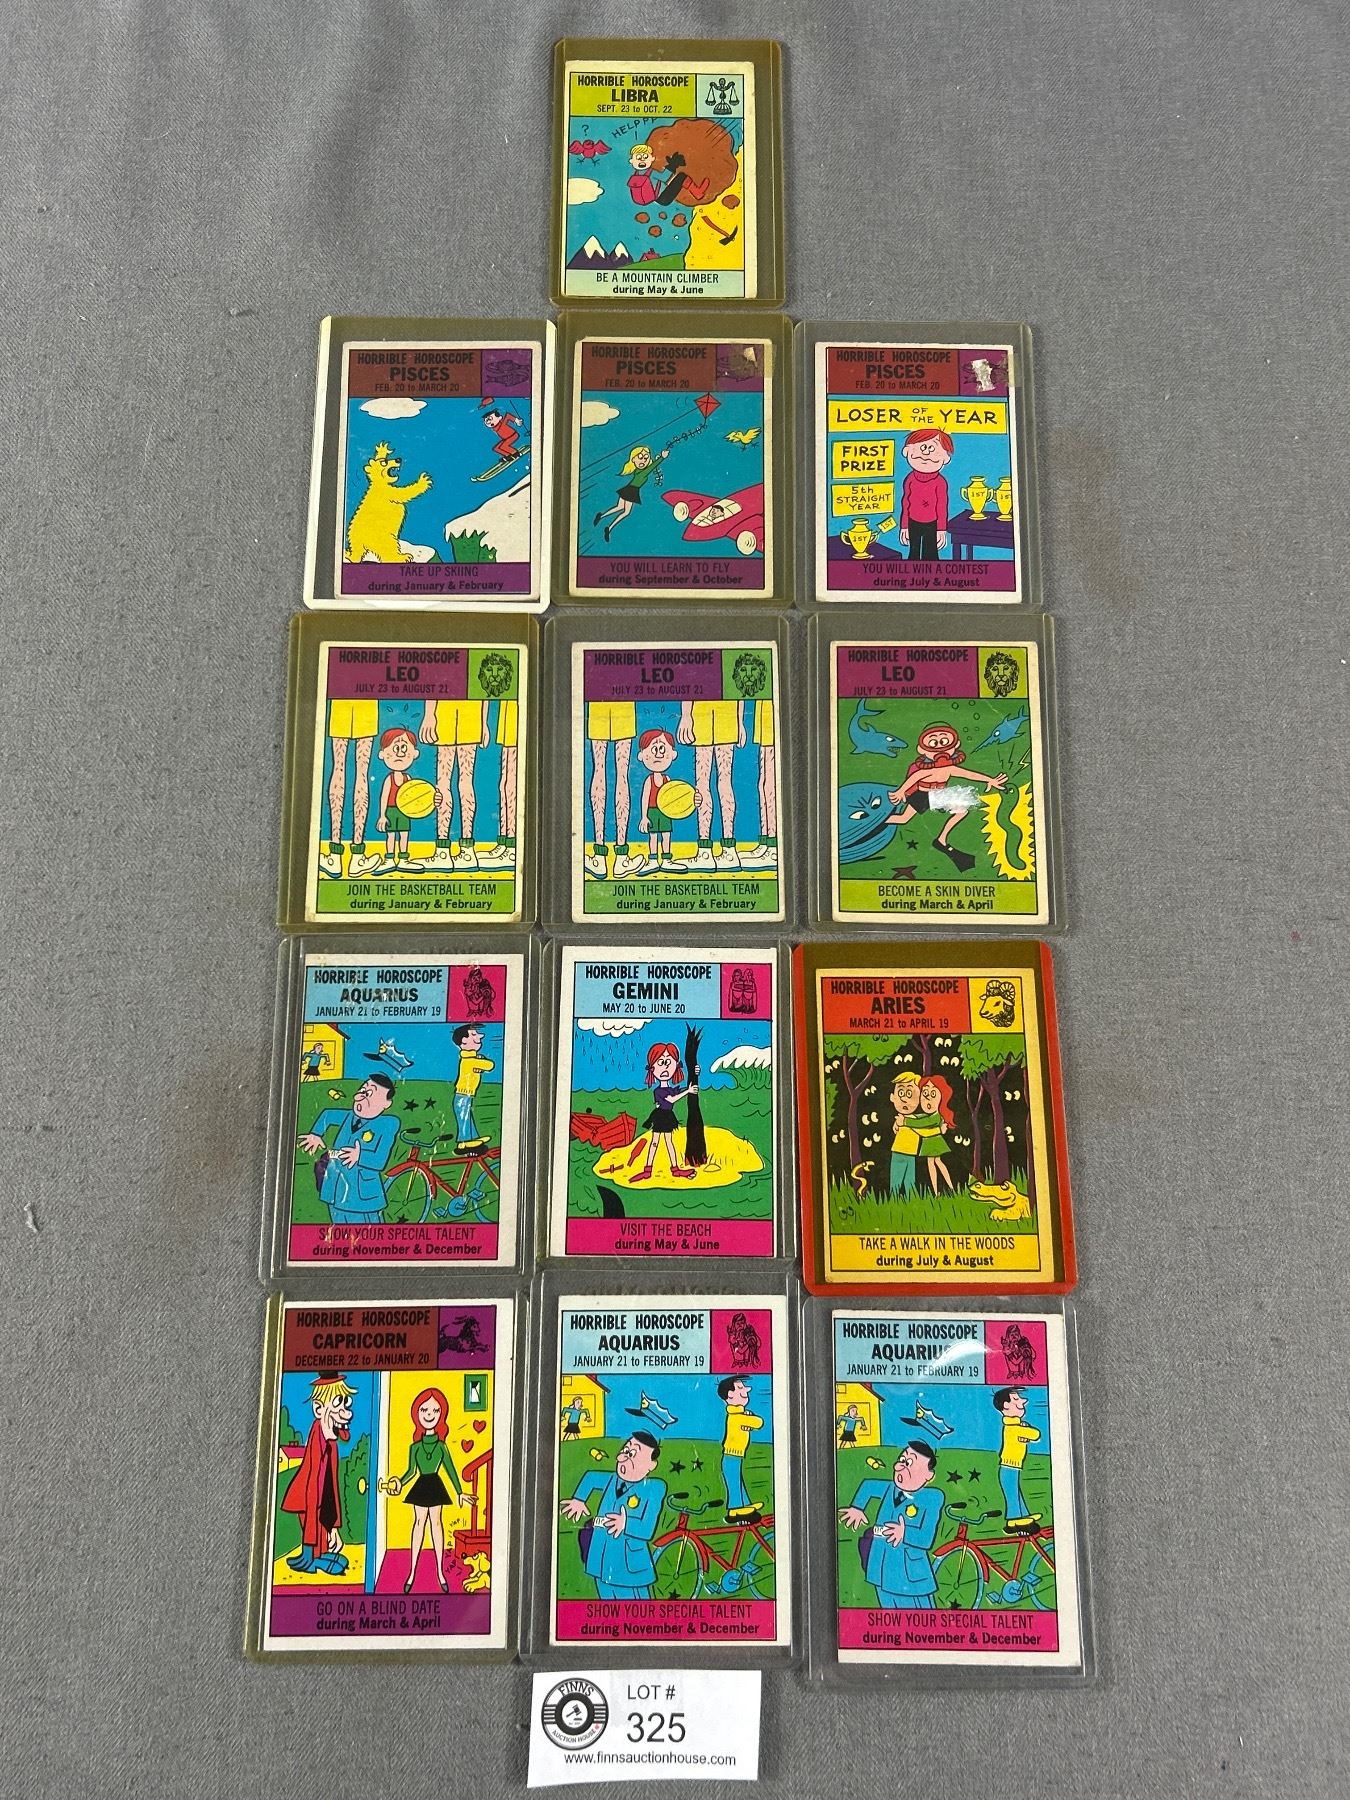 HORRIBLE HOROSCOPE
LIBRA
SEPT. 23 to OCT. 22
?
HELPPP
!
BE A MOUNTAIN CLIMBER
during May & June
HORRIBLE HOROSCOPE
PISCES
FEB. 20 to MARCH 20
TAKE UP SKIING
during January & February
HORRIBLE HOROSCOPE
PISCES
FEB. 20 to MARCH 20
YOU WILL LEARN TO FLY
during September & October
HORRIBLE HOROSCOPE
PISCES
FEB. 20 to MARCH 20
LOSER OF THE YEAR
FIRST
PRIZE
5th
STRAIGHT
YEAR
1ST
1ST
1ST
1ST
YOU WILL WIN A CONTEST
during July & August
HORRIBLE HOROSCOPE
LEO
JULY 23 to AUGUST 21
JOIN THE BASKETBALL TEAM
during January & February
HORRIBLE HOROSCOPE
LEO
JULY 23 to AUGUST 21
JOIN THE BASKETBALL TEAM
during January & February
HORRIBLE HOROSCOPE
LEO
JULY 23 to AUGUST 21
BECOME A SKIN DIVER
during March & April
HORRIBLE HOROSCOPE
AQUARIUS
JANUARY 21 to FEBRUARY 19
SHOW YOUR SPECIAL TALENT
during November & December
HORRIBLE HOROSCOPE
GEMINI
MAY 20 to JUNE 20
VISIT THE BEACH
during May & June
HORRIBLE HOROSCOPE
ARIES
MARCH 21 to APRIL 19
TAKE A WALK IN THE WOODS
during July & August
HORRIBLE HOROSCOPE
CAPRICORN
DECEMBER 22 to JANUARY 20
YAP YAP YAP
GO ON A BLIND DATE
during March & April
HORRIBLE HOROSCOPE
AQUARIUS
JANUARY 21 to FEBRUARY 19
SHOW YOUR SPECIAL TALENT
during November & December
HORRIBLE HOROSCOPE
AQUARIUS
JANUARY 21 to FEBRUARY 19
SHOW YOUR SPECIAL TALENT
during November & December
FINNS
AUCTION HOUSE
LOT #
325
www.finnsauctionhouse.com